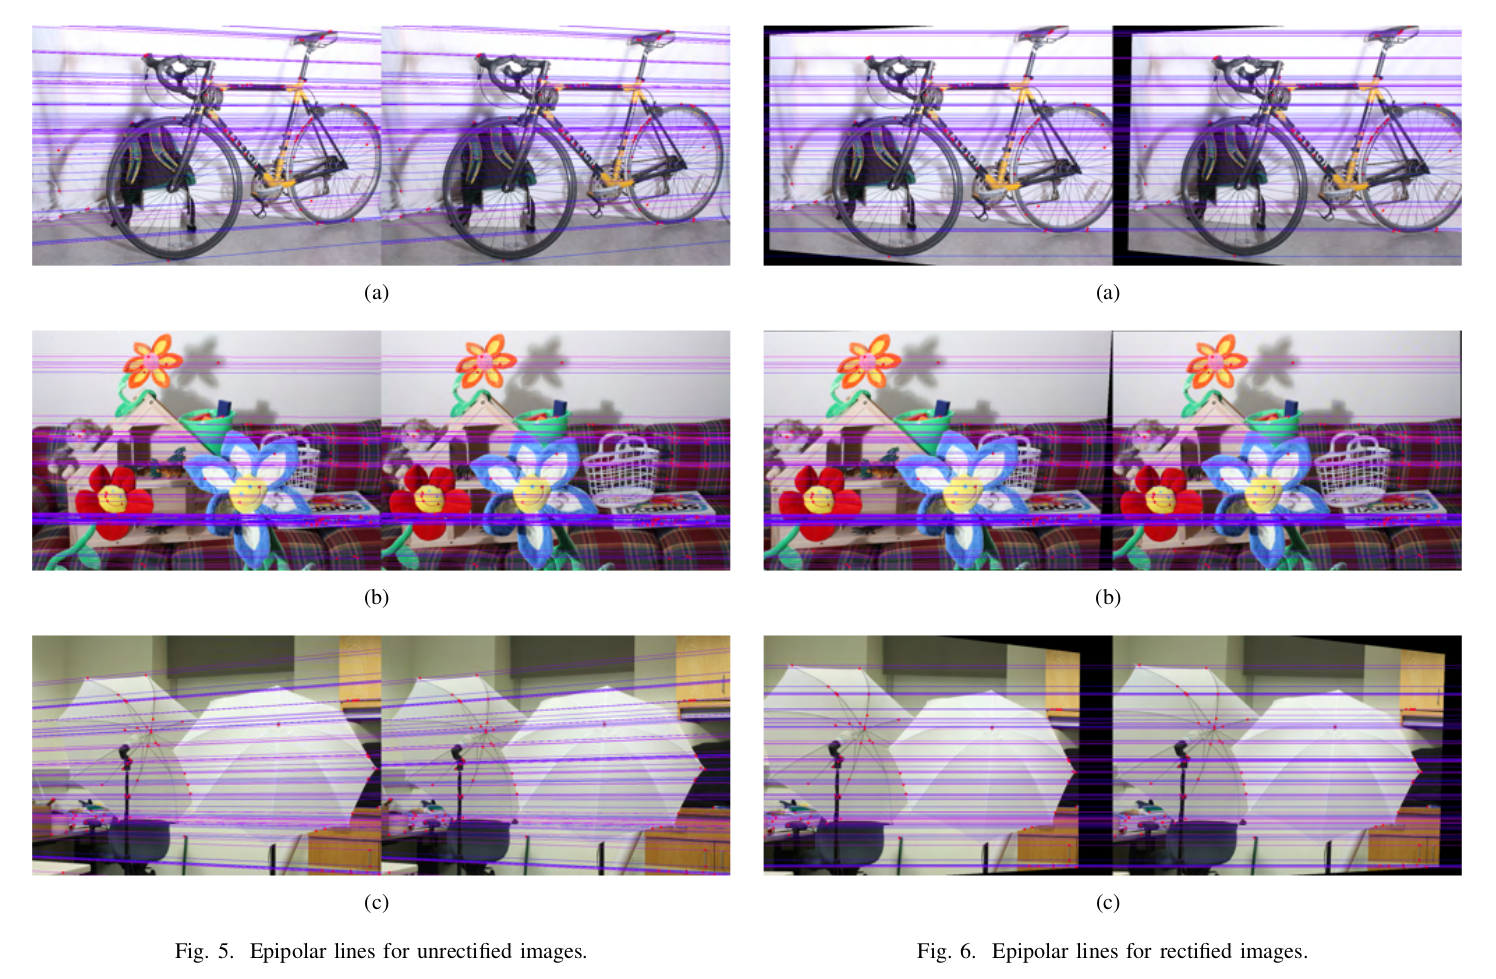 (a)
(b)
(c)
Fig. 5. Epipolar lines for unrectified images.
(a)
(b)
(c)
Fig. 6. Epipolar lines for rectified images.